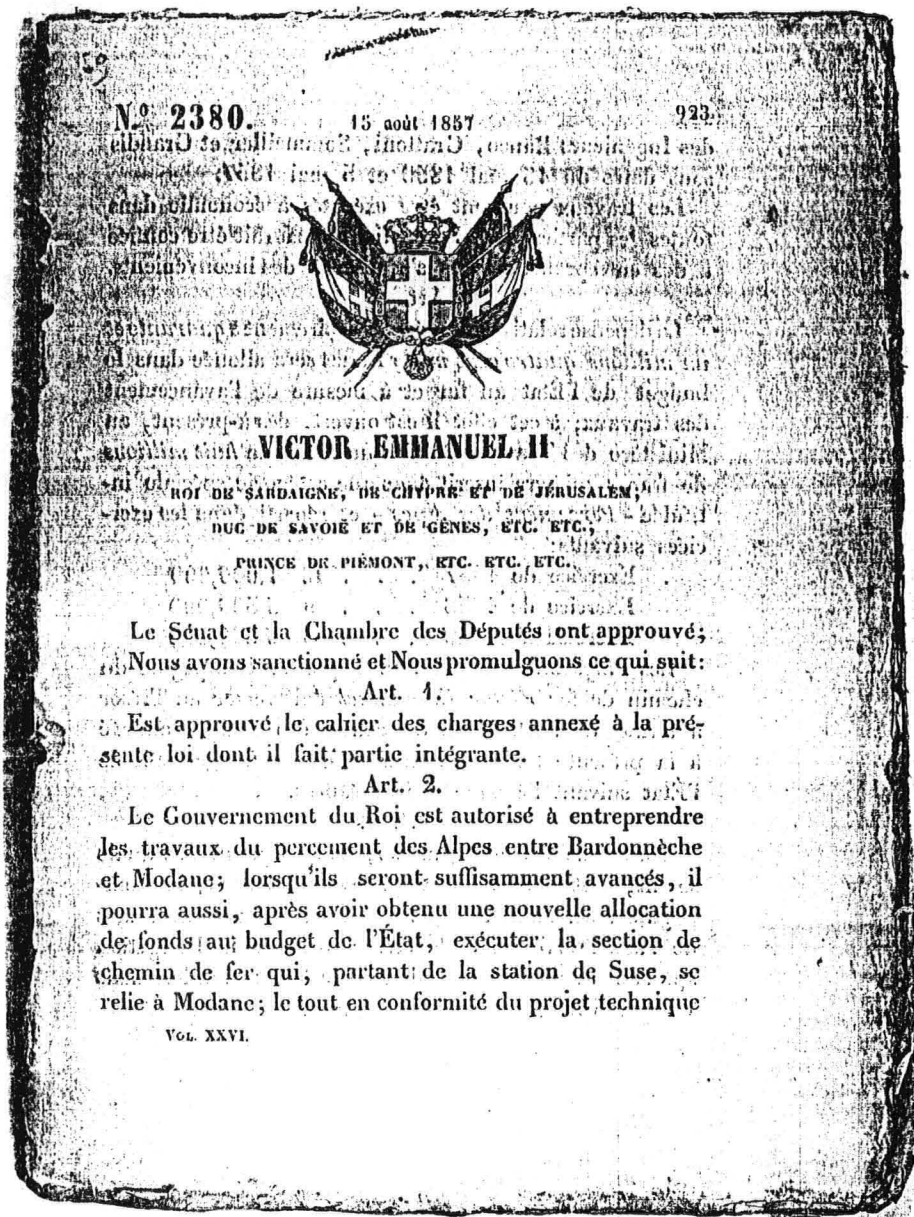 N.º 2380. 15 août 1857 923
VICTOR EMMANUEL II
ROI DE SARDAIGNE, DE CHYPRE ET DE JÉRUSALEM,
DUC DE SAVOIE ET DE GÊNES, ETC. ETC.,
PRINCE DE PIÉMONT, ETC. ETC. ETC.
Le Sénat et la Chambre des Députés ont approuvé;
Nous avons sanctionné et Nous promulguons ce qui suit:
Art. 1.
Est approuvé le cahier des charges annexé à la pré-
sente loi dont il fait partie intégrante.
Art. 2.
Le Gouvernement du Roi est autorisé à entreprendre
les travaux du percement des Alpes entre Bardonnèche
et Modane; lorsqu'ils seront suffisamment avancés, il
pourra aussi, après avoir obtenu une nouvelle allocation
de fonds au budget de l'État, exécuter la section de
chemin de fer qui, partant de la station de Suse, se
relie à Modane; le tout en conformité du projet technique
VOL. XXVI.